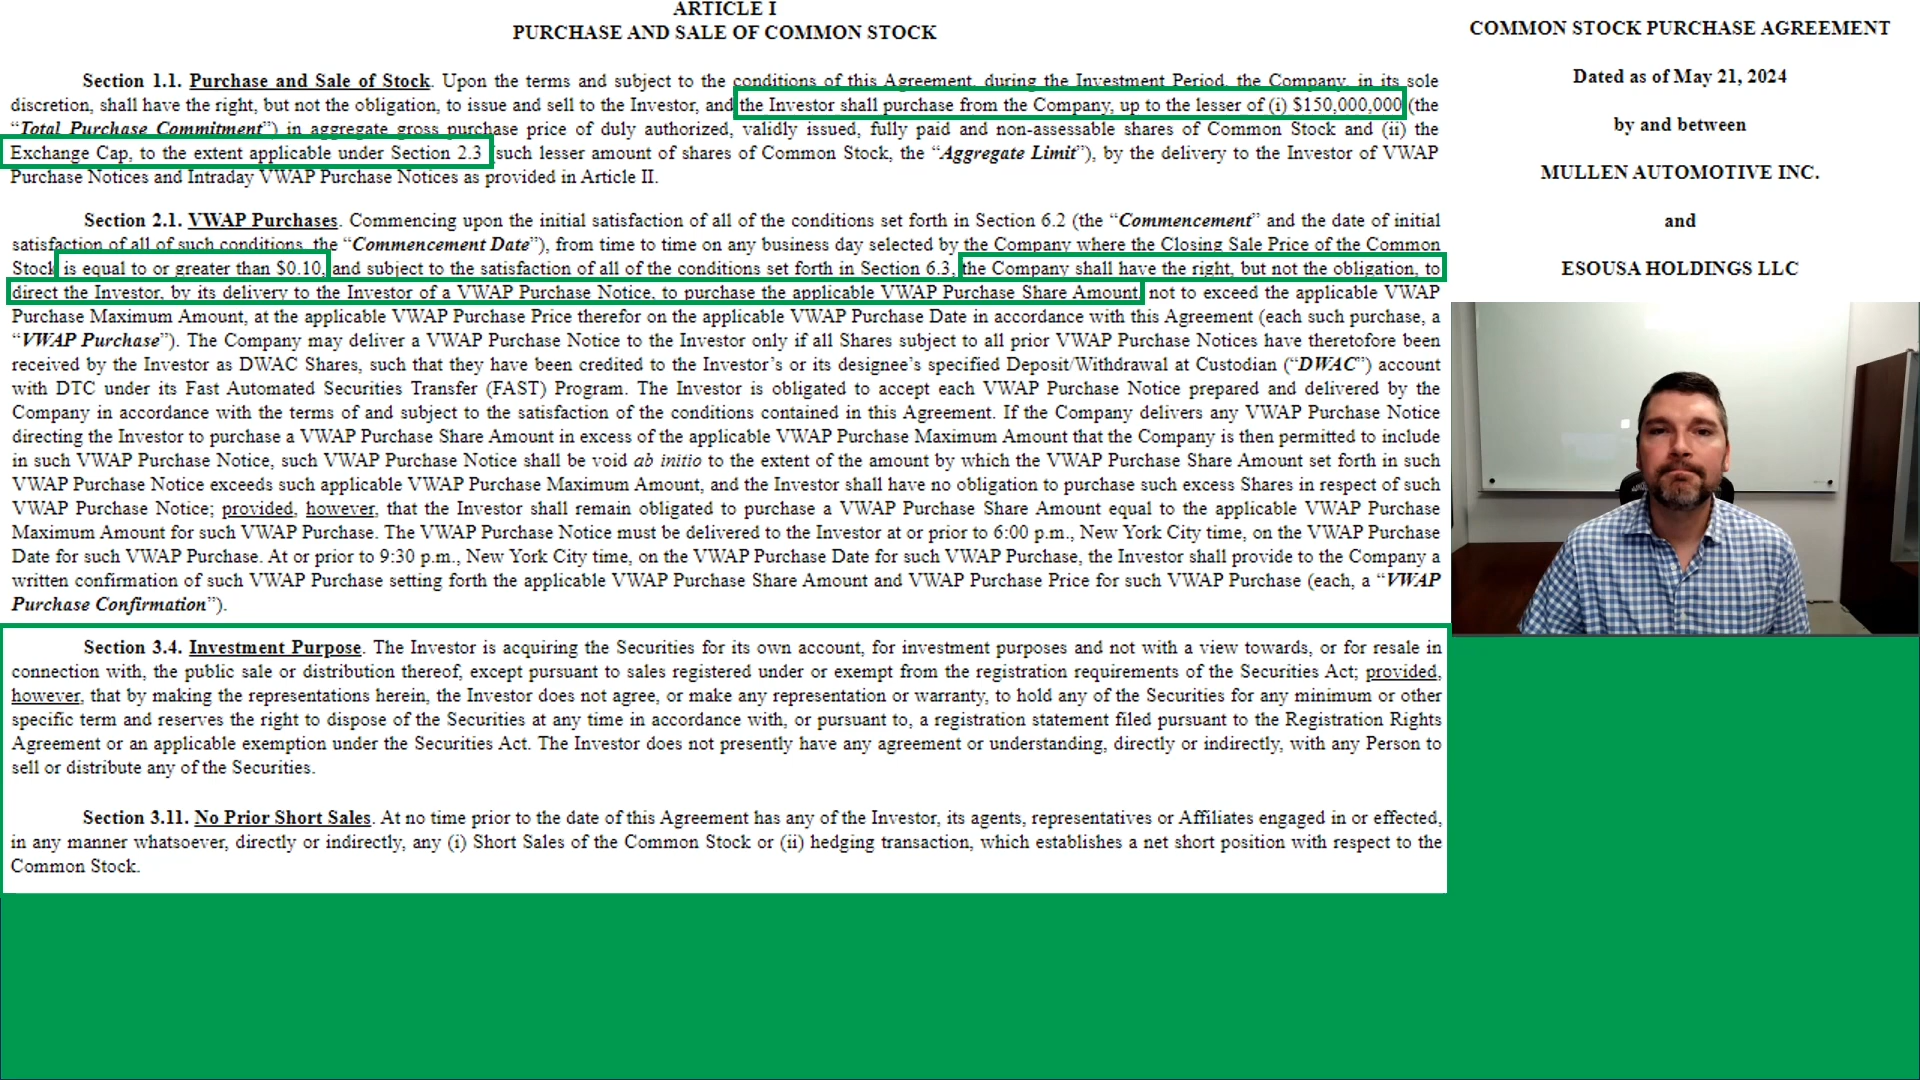 ARTICLE I
PURCHASE AND SALE OF COMMON STOCK
Section 1.1. Purchase and Sale of Stock. Upon the terms and subject to the conditions of this Agreement, during the Investment Period, the Company, in its sole
discretion, shall have the right, but not the obligation, to issue and sell to the Investor, and the Investor shall purchase from the Company, up to the lesser of (i) $150,000,000 (the
“Total Purchase Commitment”) in aggregate gross purchase price of duly authorized, validly issued, fully paid and non-assessable shares of Common Stock and (ii) the
Exchange Cap, to the extent applicable under Section 2.3 (such lesser amount of shares of Common Stock, the “Aggregate Limit”), by the delivery to the Investor of VWAP
Purchase Notices and Intraday VWAP Purchase Notices as provided in Article II.
Section 2.1. VWAP Purchases. Commencing upon the initial satisfaction of all of the conditions set forth in Section 6.2 (the “Commencement” and the date of initial
satisfaction of all of such conditions, the “Commencement Date”), from time to time on any business day selected by the Company where the Closing Sale Price of the Common
Stock is equal to or greater than $0.10, and subject to the satisfaction of all of the conditions set forth in Section 6.3, the Company shall have the right, but not the obligation, to
direct the Investor, by its delivery to the Investor of a VWAP Purchase Notice, to purchase the applicable VWAP Purchase Share Amount, not to exceed the applicable VWAP
Purchase Maximum Amount, at the applicable VWAP Purchase Price therefor on the applicable VWAP Purchase Date in accordance with this Agreement (each such purchase, a
“VWAP Purchase”). The Company may deliver a VWAP Purchase Notice to the Investor only if all Shares subject to all prior VWAP Purchase Notices have theretofore been
received by the Investor as DWAC Shares, such that they have been credited to the Investor’s or its designee’s specified Deposit/Withdrawal at Custodian (“DWAC”) account
with DTC under its Fast Automated Securities Transfer (FAST) Program. The Investor is obligated to accept each VWAP Purchase Notice prepared and delivered by the
Company in accordance with the terms of and subject to the satisfaction of the conditions contained in this Agreement. If the Company delivers any VWAP Purchase Notice
directing the Investor to purchase a VWAP Purchase Share Amount in excess of the applicable VWAP Purchase Maximum Amount that the Company is then permitted to include
in such VWAP Purchase Notice, such VWAP Purchase Notice shall be void ab initio to the extent of the amount by which the VWAP Purchase Share Amount set forth in such
VWAP Purchase Notice exceeds such applicable VWAP Purchase Maximum Amount, and the Investor shall have no obligation to purchase such excess Shares in respect of such
VWAP Purchase Notice; provided, however, that the Investor shall remain obligated to purchase a VWAP Purchase Share Amount equal to the applicable VWAP Purchase
Maximum Amount for such VWAP Purchase. The VWAP Purchase Notice must be delivered to the Investor at or prior to 6:00 p.m., New York City time, on the VWAP Purchase
Date for such VWAP Purchase. At or prior to 9:30 p.m., New York City time, on the VWAP Purchase Date for such VWAP Purchase, the Investor shall provide to the Company a
written confirmation of such VWAP Purchase setting forth the applicable VWAP Purchase Share Amount and VWAP Purchase Price for such VWAP Purchase (each, a “VWAP
Purchase Confirmation”).
Section 3.4. Investment Purpose. The Investor is acquiring the Securities for its own account, for investment purposes and not with a view towards, or for resale in
connection with, the public sale or distribution thereof, except pursuant to sales registered under or exempt from the registration requirements of the Securities Act; provided,
however, that by making the representations herein, the Investor does not agree, or make any representation or warranty, to hold any of the Securities for any minimum or other
specific term and reserves the right to dispose of the Securities at any time in accordance with, or pursuant to, a registration statement filed pursuant to the Registration Rights
Agreement or an applicable exemption under the Securities Act. The Investor does not presently have any agreement or understanding, directly or indirectly, with any Person to
sell or distribute any of the Securities.
Section 3.11. No Prior Short Sales. At no time prior to the date of this Agreement has any of the Investor, its agents, representatives or Affiliates engaged in or effected,
in any manner whatsoever, directly or indirectly, any (i) Short Sales of the Common Stock or (ii) hedging transaction, which establishes a net short position with respect to the
Common Stock.
COMMON STOCK PURCHASE AGREEMENT
Dated as of May 21, 2024
by and between
MULLEN AUTOMOTIVE INC.
and
ESOUSA HOLDINGS LLC